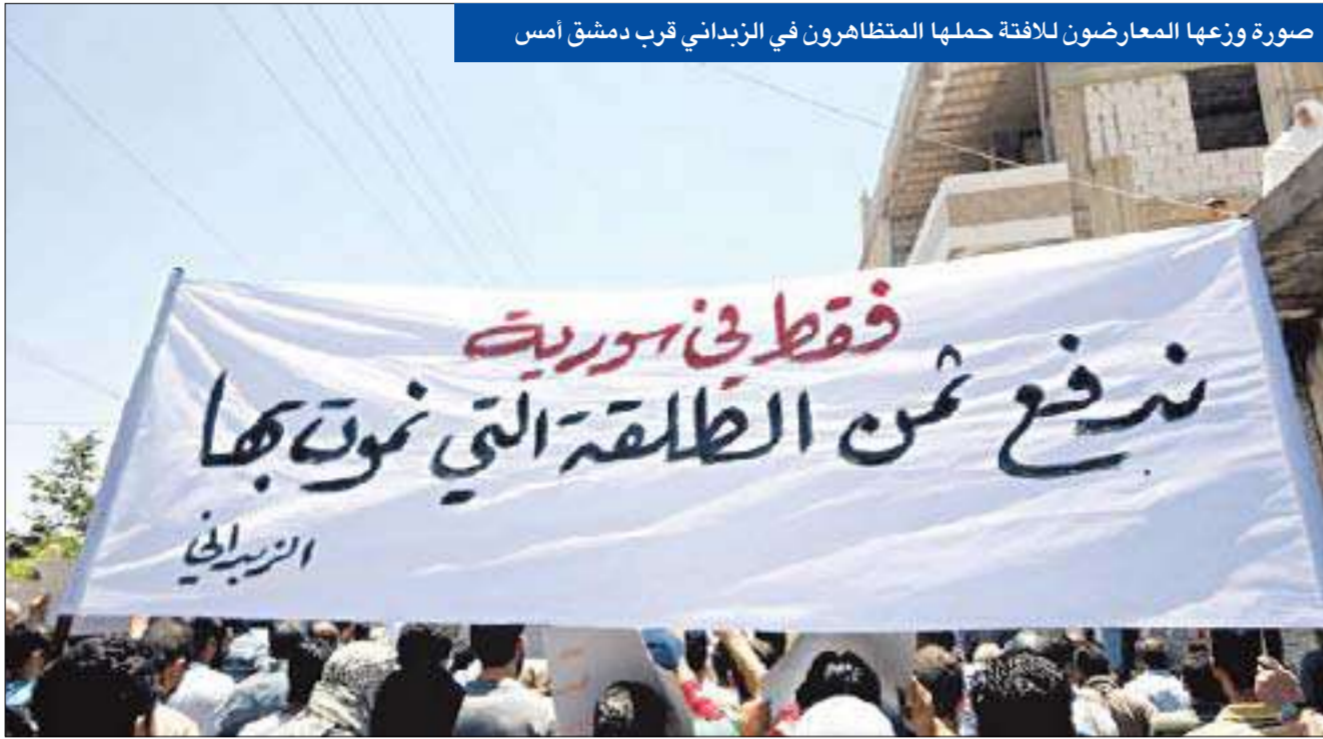 صورة وزعها المعارضون للافتة حملها المتظاهرون في الزبداني قرب دمشق أمس
فقط في سورية
ندفع ثمن الطلقة التي نموت بها
الزبداني